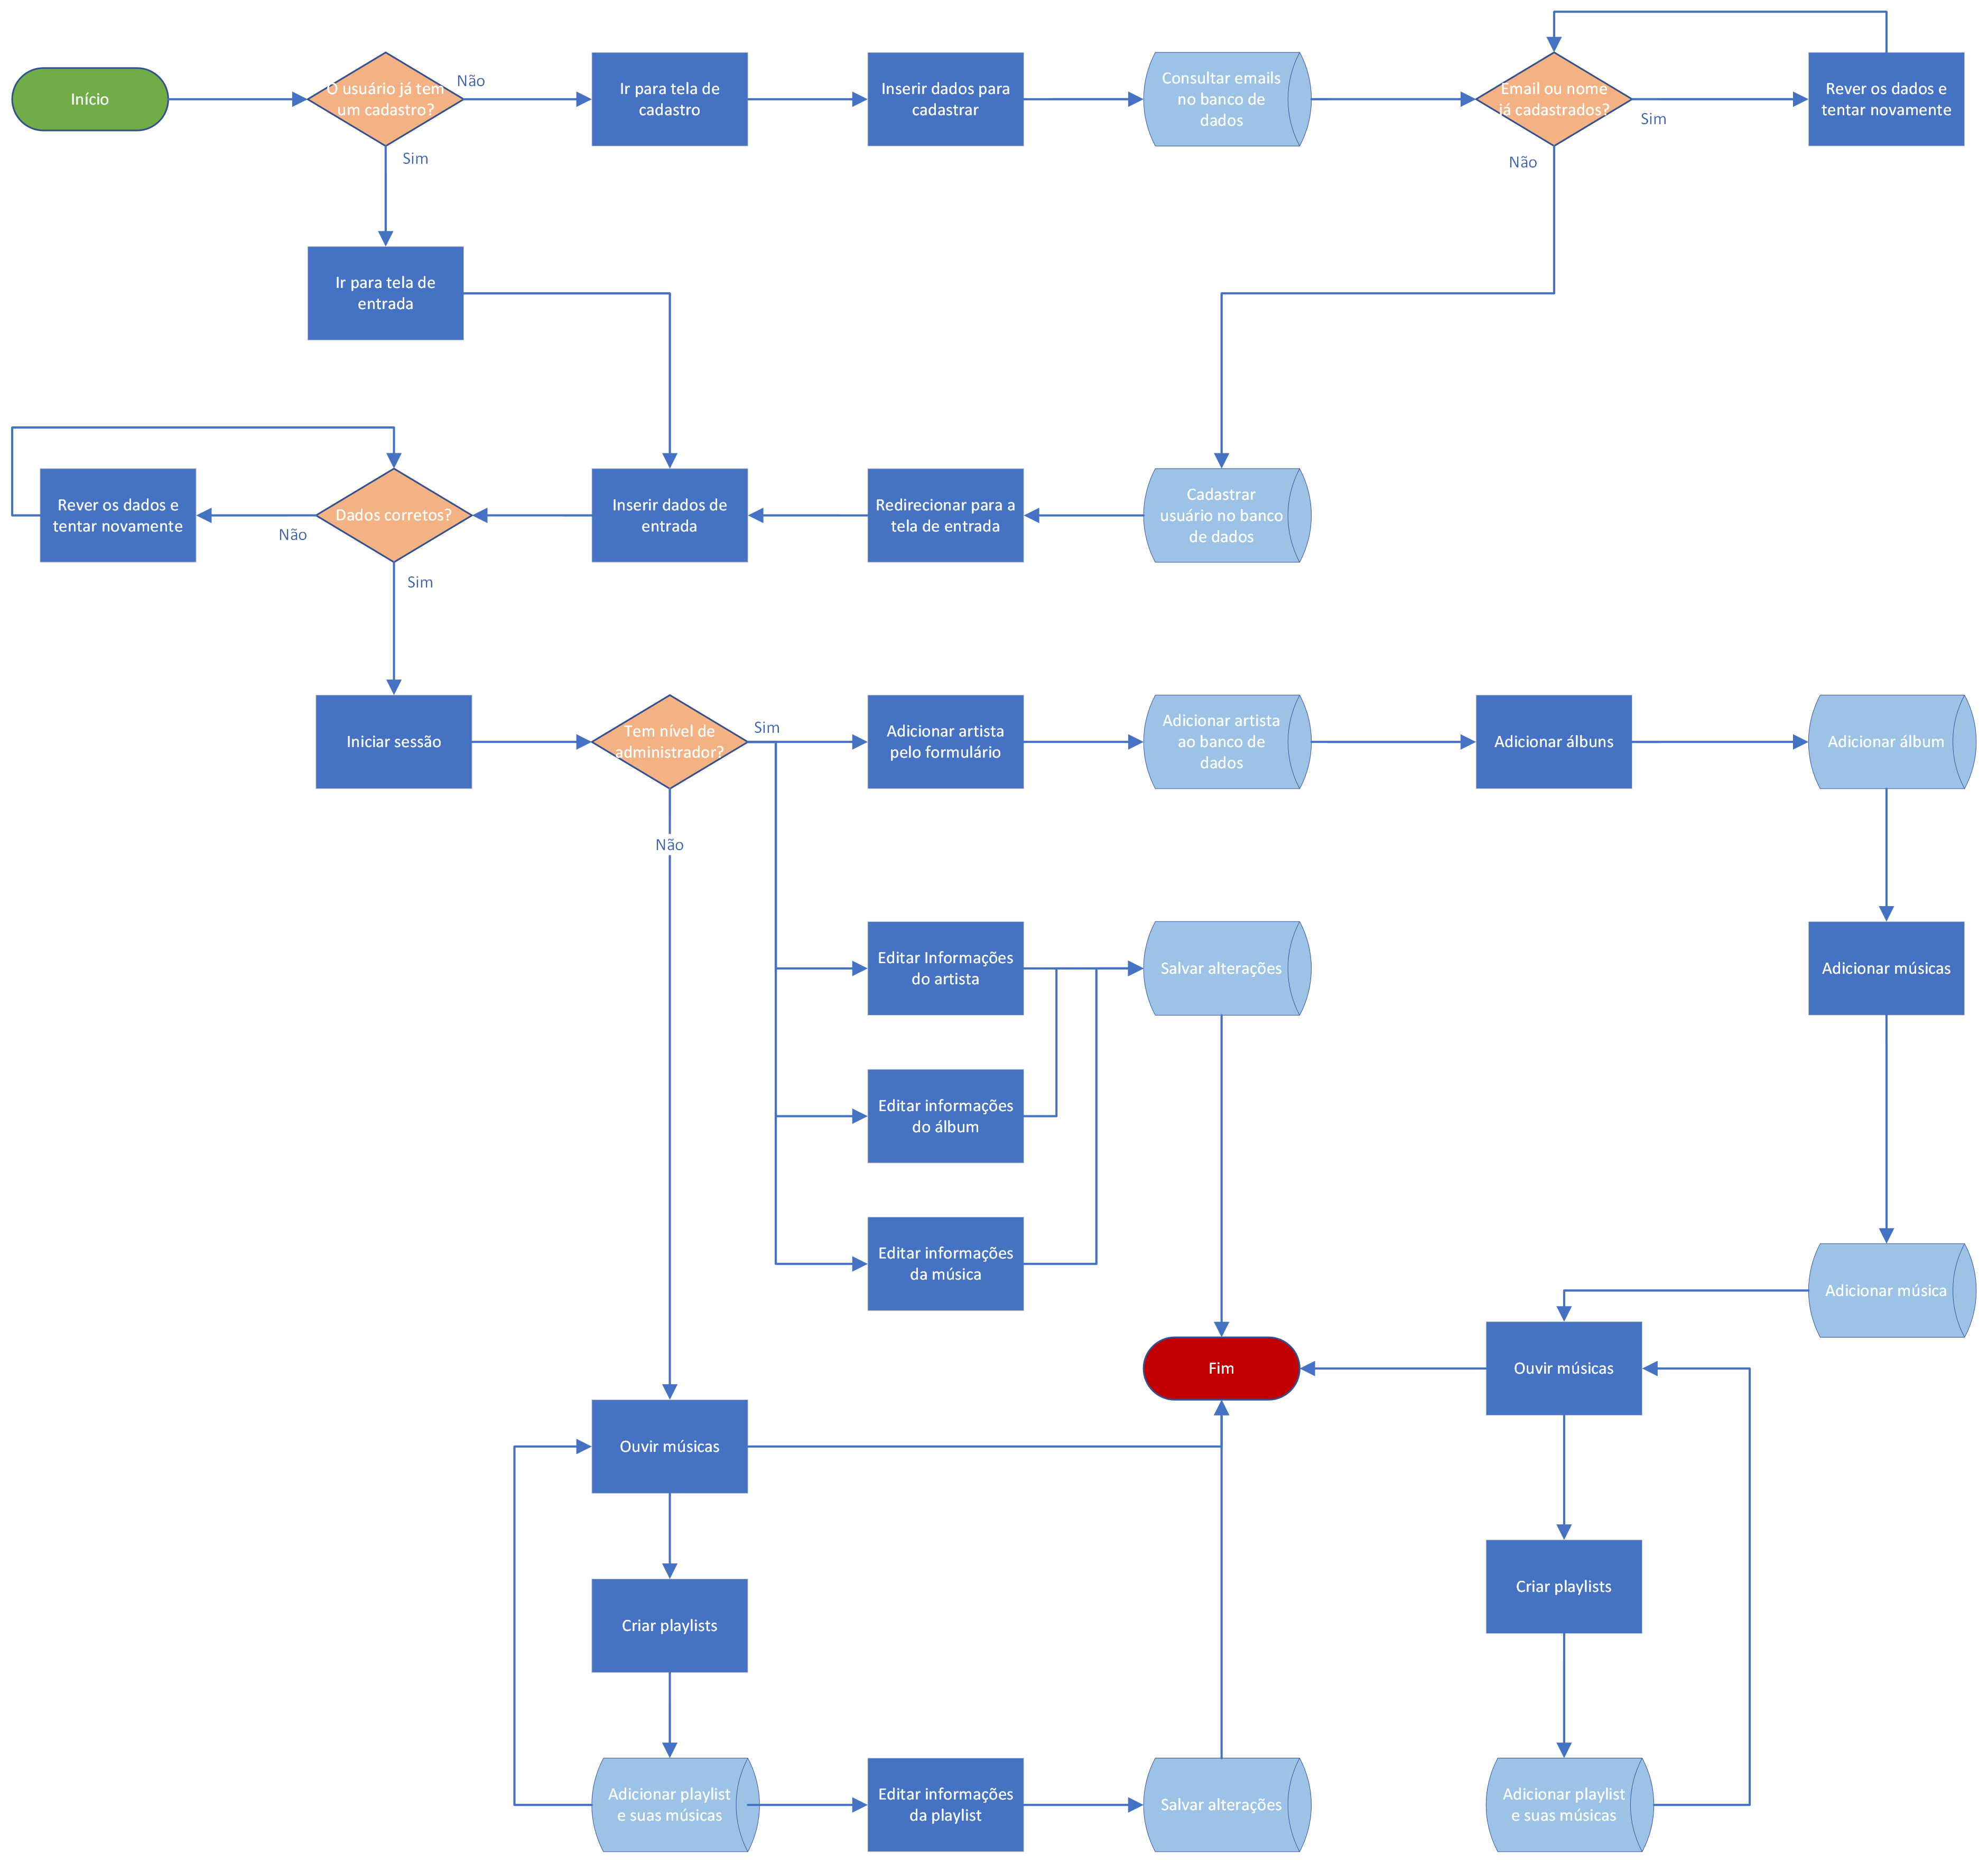 Início
O usuário já tem
um cadastro?
Não
Sim
Ir para tela de
cadastro
Inserir dados para
cadastrar
Consultar emails
no banco de
dados
Email ou nome
já cadastrados?
Sim
Não
Rever os dados e
tentar novamente
Ir para tela de
entrada
Rever os dados e
tentar novamente
Não
Dados corretos?
Sim
Inserir dados de
entrada
Redirecionar para a
tela de entrada
Cadastrar
usuário no banco
de dados
Iniciar sessão
Tem nível de
administrador?
Sim
Não
Adicionar artista
pelo formulário
Adicionar artista
ao banco de
dados
Adicionar álbuns
Adicionar álbum
Editar Informações
do artista
Salvar alterações
Adicionar músicas
Editar informações
do álbum
Editar informações
da música
Adicionar música
Fim
Ouvir músicas
Ouvir músicas
Criar playlists
Criar playlists
Adicionar playlist
e suas músicas
Editar informações
da playlist
Salvar alterações
Adicionar playlist
e suas músicas